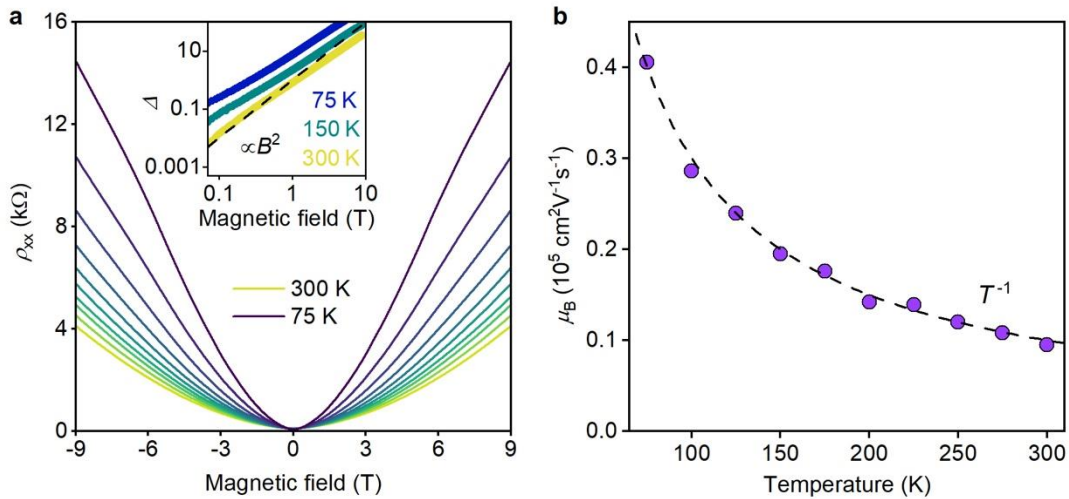 a
16
12
8
4
0
ρxx (kΩ)
-9 -6 -3 0 3 6 9
Magnetic field (T)
300 K
75 K
10
0.1
0.001
Δ
75 K
150 K
300 K
∝B²
0.1 1 10
Magnetic field (T)
b
0.4
0.3
0.2
0.1
0.0
μB (10⁵ cm²V⁻¹s⁻¹)
T⁻¹
100 150 200 250 300
Temperature (K)